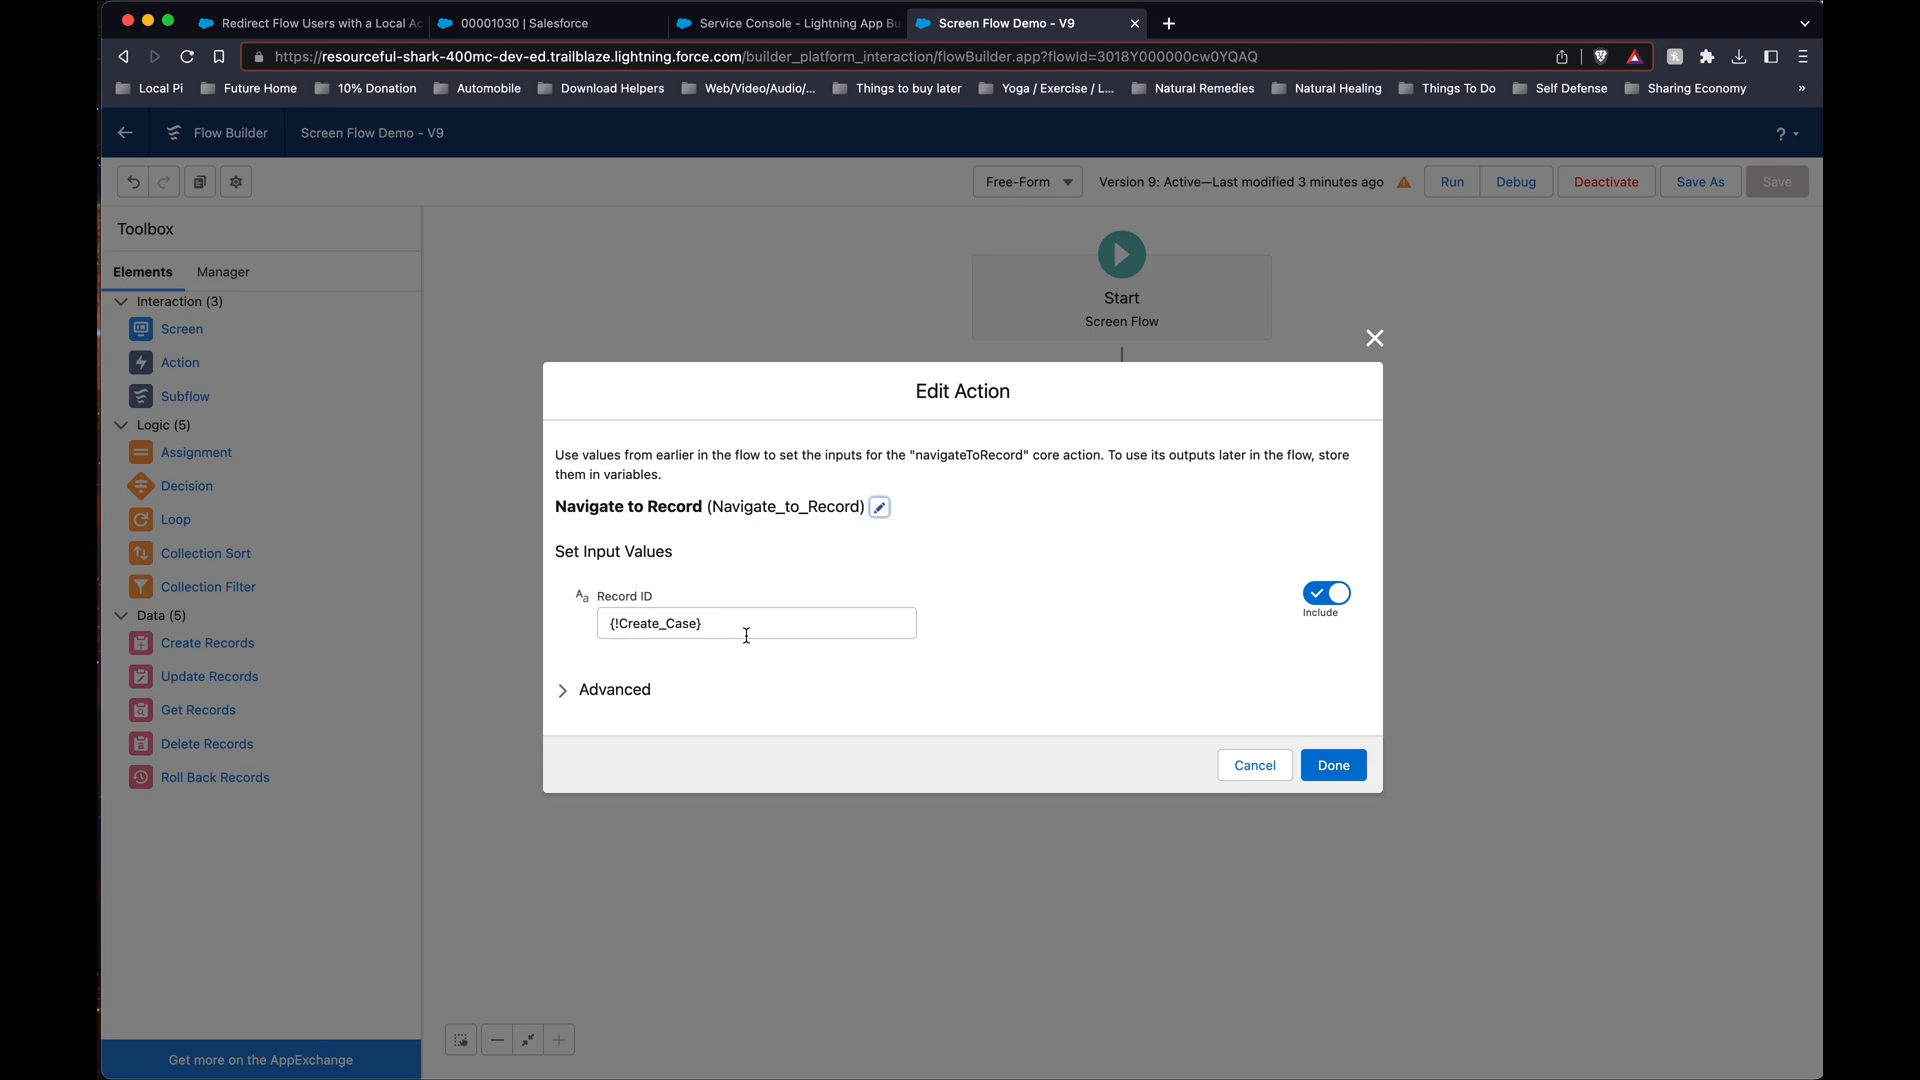 Redirect Flow Users with a Local Ac
00001030 | Salesforce
Service Console - Lightning App Bu
Screen Flow Demo - V9
https://resourceful-shark-400mc-dev-ed.trailblaze.lightning.force.com/builder_platform_interaction/flowBuilder.app?flowId=3018Y000000cw0YQAQ
Local Pi
Future Home
10% Donation
Automobile
Download Helpers
Web/Video/Audio/...
Things to buy later
Yoga / Exercise / L...
Natural Remedies
Natural Healing
Things To Do
Self Defense
Sharing Economy
»
Flow Builder
Screen Flow Demo - V9
?
Free-Form
Version 9: Active—Last modified 3 minutes ago
Run
Debug
Deactivate
Save As
Save
Toolbox
Elements
Manager
Interaction (3)
Screen
Action
Subflow
Logic (5)
Assignment
Decision
Loop
Collection Sort
Collection Filter
Data (5)
Create Records
Update Records
Get Records
Delete Records
Roll Back Records
Get more on the AppExchange
Start
Screen Flow
Edit Action
Use values from earlier in the flow to set the inputs for the "navigateToRecord" core action. To use its outputs later in the flow, store
them in variables.
Navigate to Record (Navigate_to_Record)
Set Input Values
Aa Record ID
{!Create_Case}
Include
Advanced
Cancel
Done